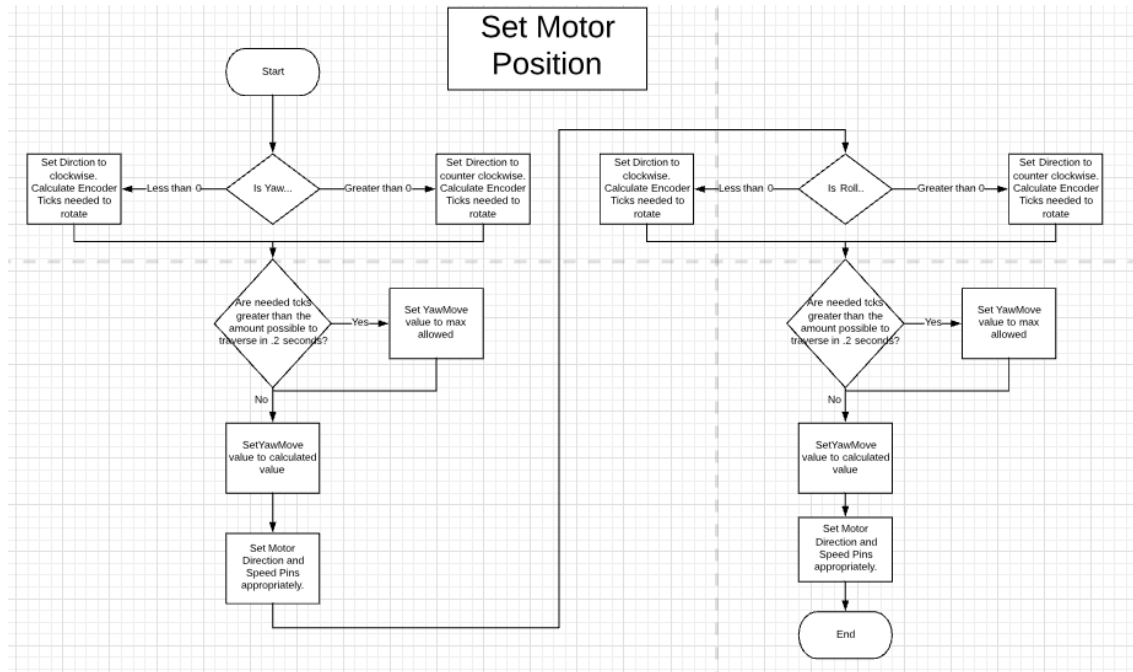 Set Motor
Position
Start
Set Dirction to
clockwise.
Calculate Encoder
Ticks needed to
rotate
Less than 0
Is Yaw...
Greater than 0
Set Direction to
counter clockwise.
Calculate Encoder
Ticks needed to
rotate
Are needed tcks
greater than the
amount possible to
traverse in .2 seconds?
Yes
Set YawMove
value to max
allowed
No
SetYawMove
value to calculated
value
Set Motor
Direction and
Speed Pins
appropriately.
Set Dirction to
clockwise.
Calculate Encoder
Ticks needed to
rotate
Less than 0
Is Roll..
Greater than 0
Set Direction to
counter clockwise.
Calculate Encoder
Ticks needed to
rotate
Are needed tcks
greater than the
amount possible to
traverse in .2 seconds?
Yes
Set YawMove
value to max
allowed
No
SetYawMove
value to calculated
value
Set Motor
Direction and
Speed Pins
appropriately.
End